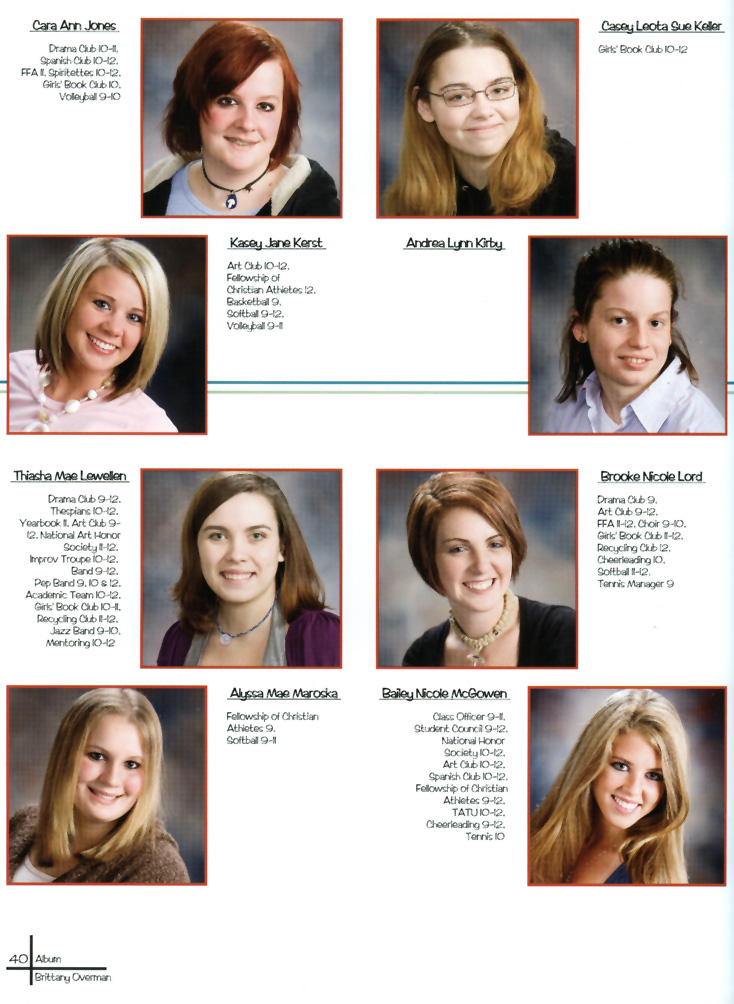 Cara Ann Jones
Drama Club 10-11,
Spanish Club 10-12,
FFA 11, Spiritettes 10-12,
Girls' Book Club 10,
Volleyball 9-10
Casey Leota Sue Keller
Girls' Book Club 10-12
Kasey Jane Kerst
Art Club 10-12,
Fellowship of
Christian Athletes 12,
Basketball 9,
Softball 9-12,
Volleyball 9-11
Andrea Lynn Kirby
Thiasha Mae Lewellen
Drama Club 9-12,
Thespians 10-12,
Yearbook 11, Art Club 9-
12, National Art Honor
Society 11-12,
Improv Troupe 10-12,
Band 9-12,
Pep Band 9, 10 & 12,
Academic Team 10-12,
Girls' Book Club 10-11,
Recycling Club 11-12,
Jazz Band 9-10,
Mentoring 10-12
Brooke Nicole Lord
Drama Club 9,
Art Club 9-12,
FFA 11-12, Choir 9-10,
Girls' Book Club 11-12,
Recycling Club 12,
Cheerleading 10,
Softball 11-12,
Tennis Manager 9
Alyssa Mae Maroska
Fellowship of Christian
Athletes 9,
Softball 9-11
Bailey Nicole McGowen
Class Officer 9-11,
Student Council 9-12,
National Honor
Society 10-12,
Art Club 10-12,
Spanish Club 10-12,
Fellowship of Christian
Athletes 9-12,
TATU 10-12,
Cheerleading 9-12,
Tennis 10
40 Album
Brittany Overman